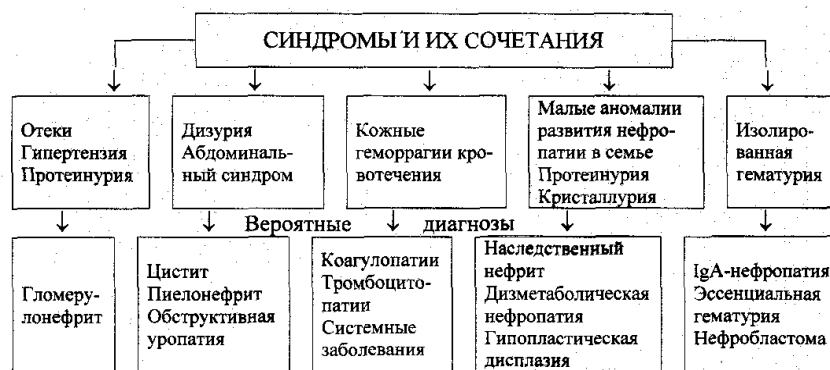 СИНДРОМЫ И ИХ СОЧЕТАНИЯ
Отеки
Гипертензия
Протеинурия
Дизурия
Абдоминаль-
ный синдром
Кожные
геморрагии кро-
вотечения
Малые аномалии
развития нефро-
патии в семье
Протеинурия
Кристаллурия
Изолиро-
ванная
гематурия
Вероятные диагнозы
Гломеру-
лонефрит
Цистит
Пиелонефрит
Обструктивная
уропатия
Коагулопатии
Тромбоцито-
патии
Системные
заболевания
Наследственный
нефрит
Дизметаболическая
нефропатия
Гипопластическая
дисплазия
IgA-нефропатия
Эссенциальная
гематурия
Нефробластома